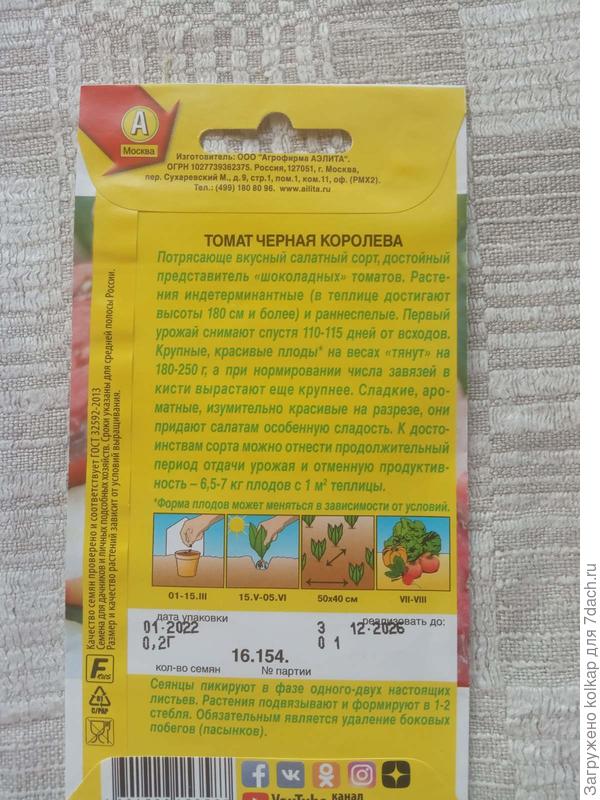 А
Москва
Изготовитель: ООО "Агрофирма АЭЛИТА".
ОГРН 1027739362375. Россия,127051, г. Москва,
пер. Сухаревский М., д.9, стр.1, пом.1, ком.11, оф. (РМХ2).
Тел.: (499) 180 80 96. www.ailita.ru
ТОМАТ ЧЕРНАЯ КОРОЛЕВА
Потрясающе вкусный салатный сорт, достойный
представитель «шоколадных» томатов. Расте-
ния индетерминантные (в теплице достигают
высоты 180 см и более) и раннеспелые. Первый
урожай снимают спустя 110-115 дней от всходов.
Крупные, красивые плоды* на весах «тянут» на
180-250 г, а при нормировании числа завязей в
кисти вырастают еще крупнее. Сладкие, аро-
матные, изумительно красивые на разрезе, они
придают салатам особенную сладость. К досто-
инствам сорта можно отнести продолжительный
период отдачи урожая и отменную продуктив-
ность – 6,5-7 кг плодов с 1 м² теплицы.
*Форма плодов может меняться в зависимости от условий.
01-15.III
15.V-05.VI
50х40 см
VII-VIII
дата упаковки
реализовать до:
01-2022
3
12-2026
0,2Г
16.154.
0 1
кол-во семян
№ партии
Сеянцы пикируют в фазе одного-двух настоящих
листьев. Растения подвязывают и формируют в 1-2
стебля. Обязательным является удаление боковых
побегов (пасынков).
Качество семян проверено и соответствует ГОСТ 32592-2013
Семена для дачников и личных подсобных хозяйств. Сроки указаны для средней полосы России.
Размер и качество растений зависит от условий выращивания.
81
C/PAP
YouTube канал
Загружено kolkap для 7dach.ru